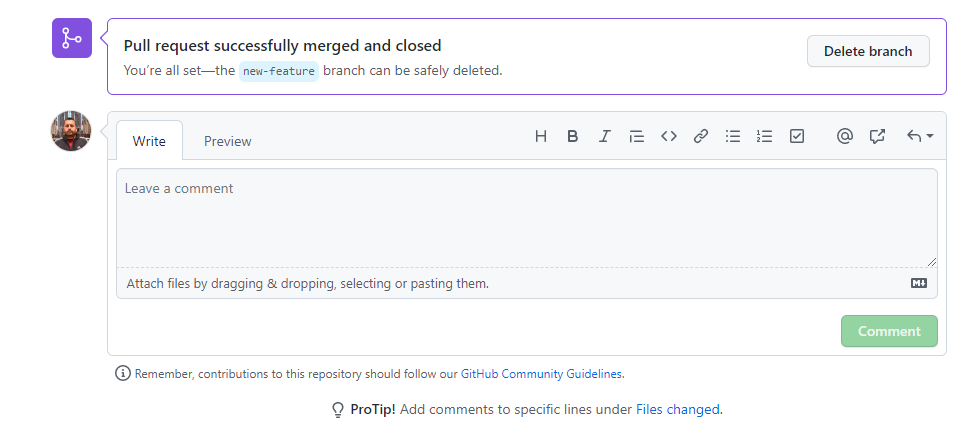 Pull request successfully merged and closed
Delete branch
You're all set—the new-feature branch can be safely deleted.
Write
Preview
Leave a comment
Attach files by dragging & dropping, selecting or pasting them.
Comment
Remember, contributions to this repository should follow our GitHub Community Guidelines.
ProTip! Add comments to specific lines under Files changed.